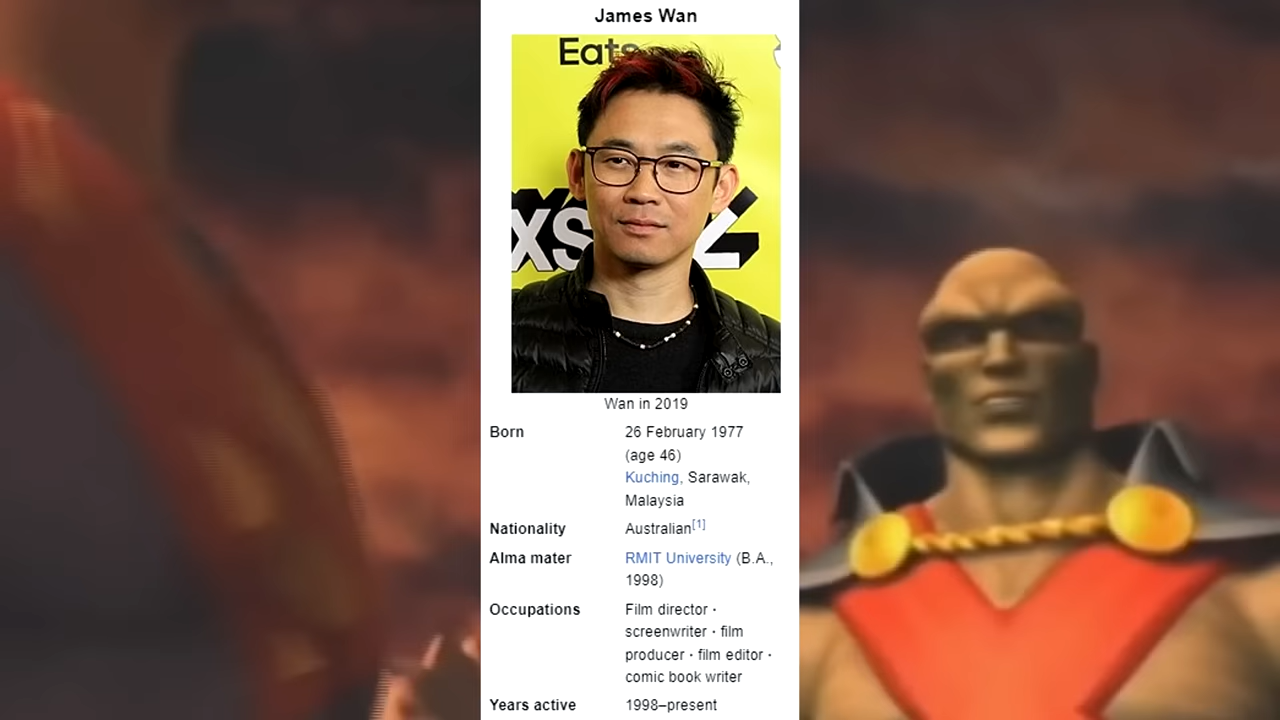 James Wan
Eats
XS
Wan in 2019
Born
26 February 1977
(age 46)
Kuching, Sarawak,
Malaysia
Nationality
Australian[1]
Alma mater
RMIT University (B.A.,
1998)
Occupations
Film director ·
screenwriter · film
producer · film editor ·
comic book writer
Years active
1998–present